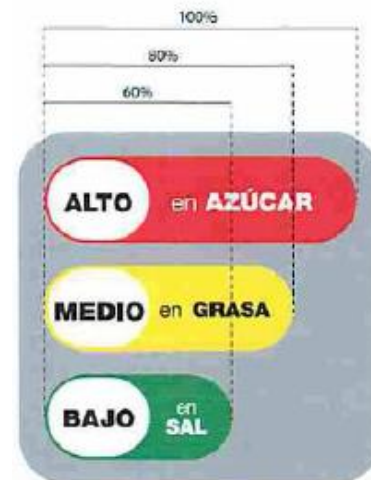 100%
80%
60%
ALTO en AZÚCAR
MEDIO en GRASA
BAJO en
SAL